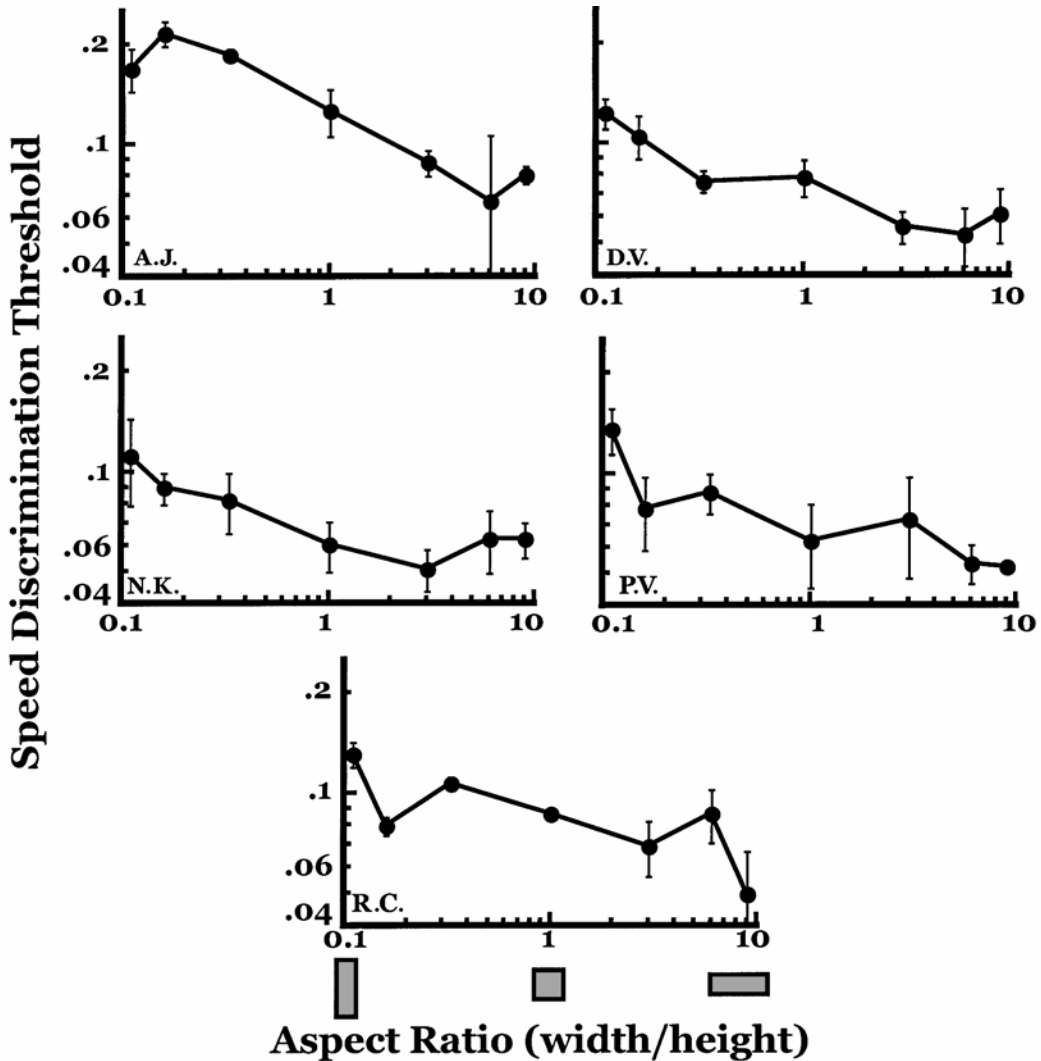 Speed Discrimination Threshold
.2
.1
.06
.04
A.J.
0.1 1 10
D.V.
0.1 1 10
.2
.1
.06
.04
N.K.
0.1 1 10
P.V.
0.1 1 10
.2
.1
.06
.04
R.C.
0.1 1 10
Aspect Ratio (width/height)